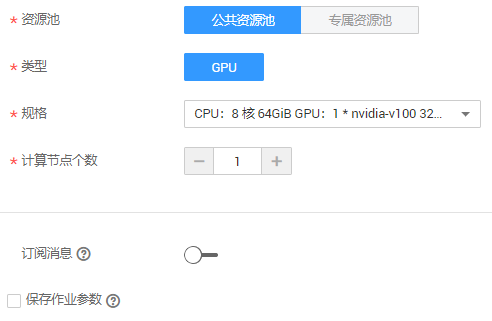 * 资源池 公共资源池 专属资源池
* 类型 GPU
* 规格 CPU：8 核 64GiB GPU：1 * nvidia-v100 32...
* 计算节点个数 − 1 +
订阅消息 ?
保存作业参数 ?